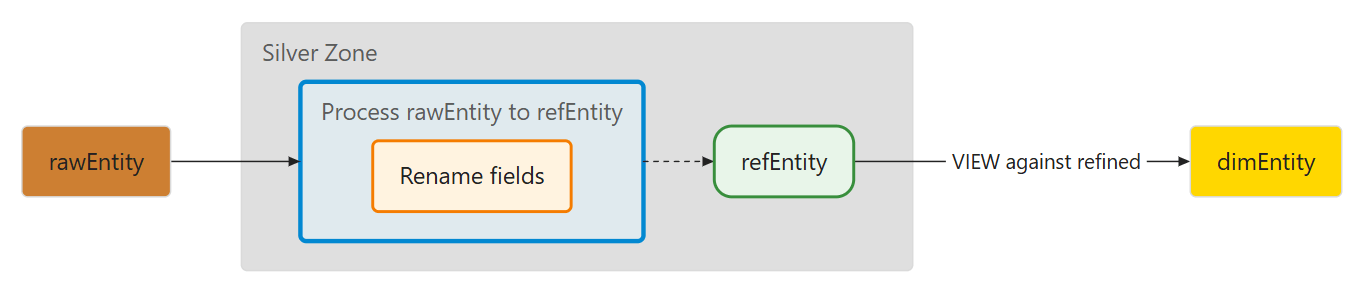 Silver Zone
Process rawEntity to refEntity
rawEntity
Rename fields
refEntity
VIEW against refined
dimEntity